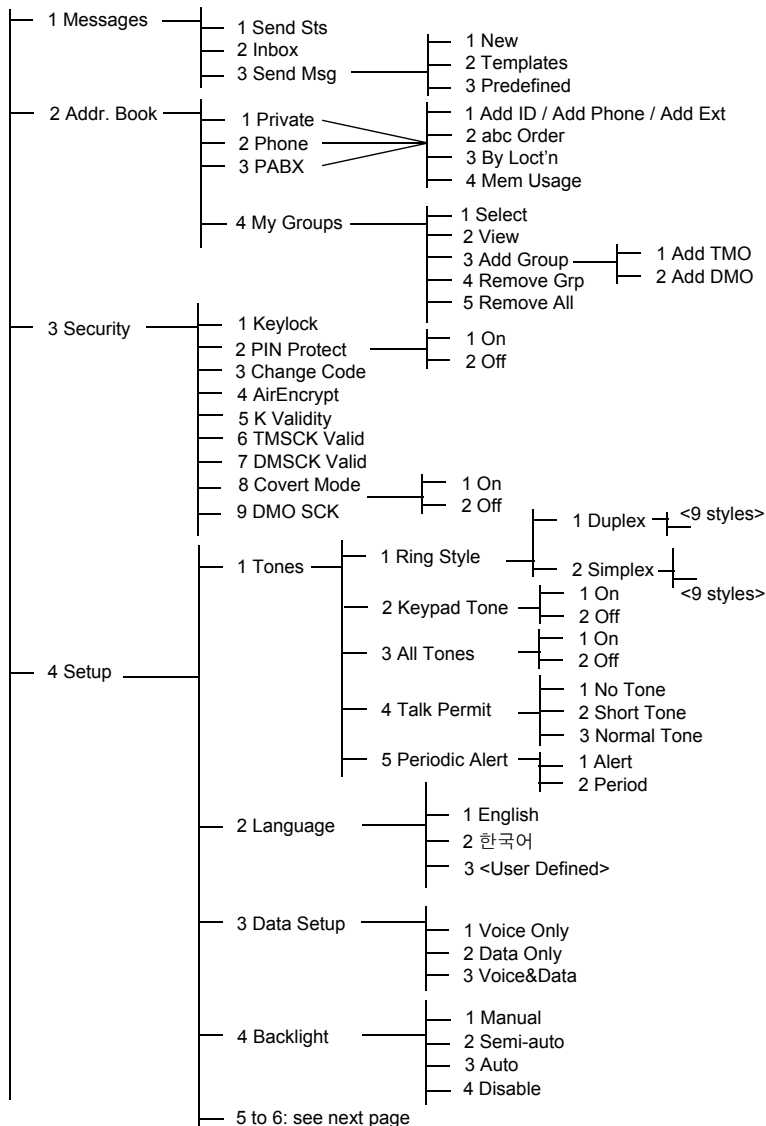 1 Messages
1 Send Sts
2 Inbox
3 Send Msg
1 New
2 Templates
3 Predefined
2 Addr. Book
1 Private
2 Phone
3 PABX
1 Add ID / Add Phone / Add Ext
2 abc Order
3 By Loct'n
4 Mem Usage
4 My Groups
1 Select
2 View
3 Add Group
4 Remove Grp
5 Remove All
1 Add TMO
2 Add DMO
3 Security
1 Keylock
2 PIN Protect
1 On
2 Off
3 Change Code
4 AirEncrypt
5 K Validity
6 TMSCK Valid
7 DMSCK Valid
8 Covert Mode
1 On
2 Off
9 DMO SCK
4 Setup
1 Tones
1 Ring Style
1 Duplex
<9 styles>
2 Simplex
<9 styles>
2 Keypad Tone
1 On
2 Off
3 All Tones
1 On
2 Off
4 Talk Permit
1 No Tone
2 Short Tone
3 Normal Tone
5 Periodic Alert
1 Alert
2 Period
2 Language
1 English
2 한국어
3 <User Defined>
3 Data Setup
1 Voice Only
2 Data Only
3 Voice&Data
4 Backlight
1 Manual
2 Semi-auto
3 Auto
4 Disable
5 to 6: see next page